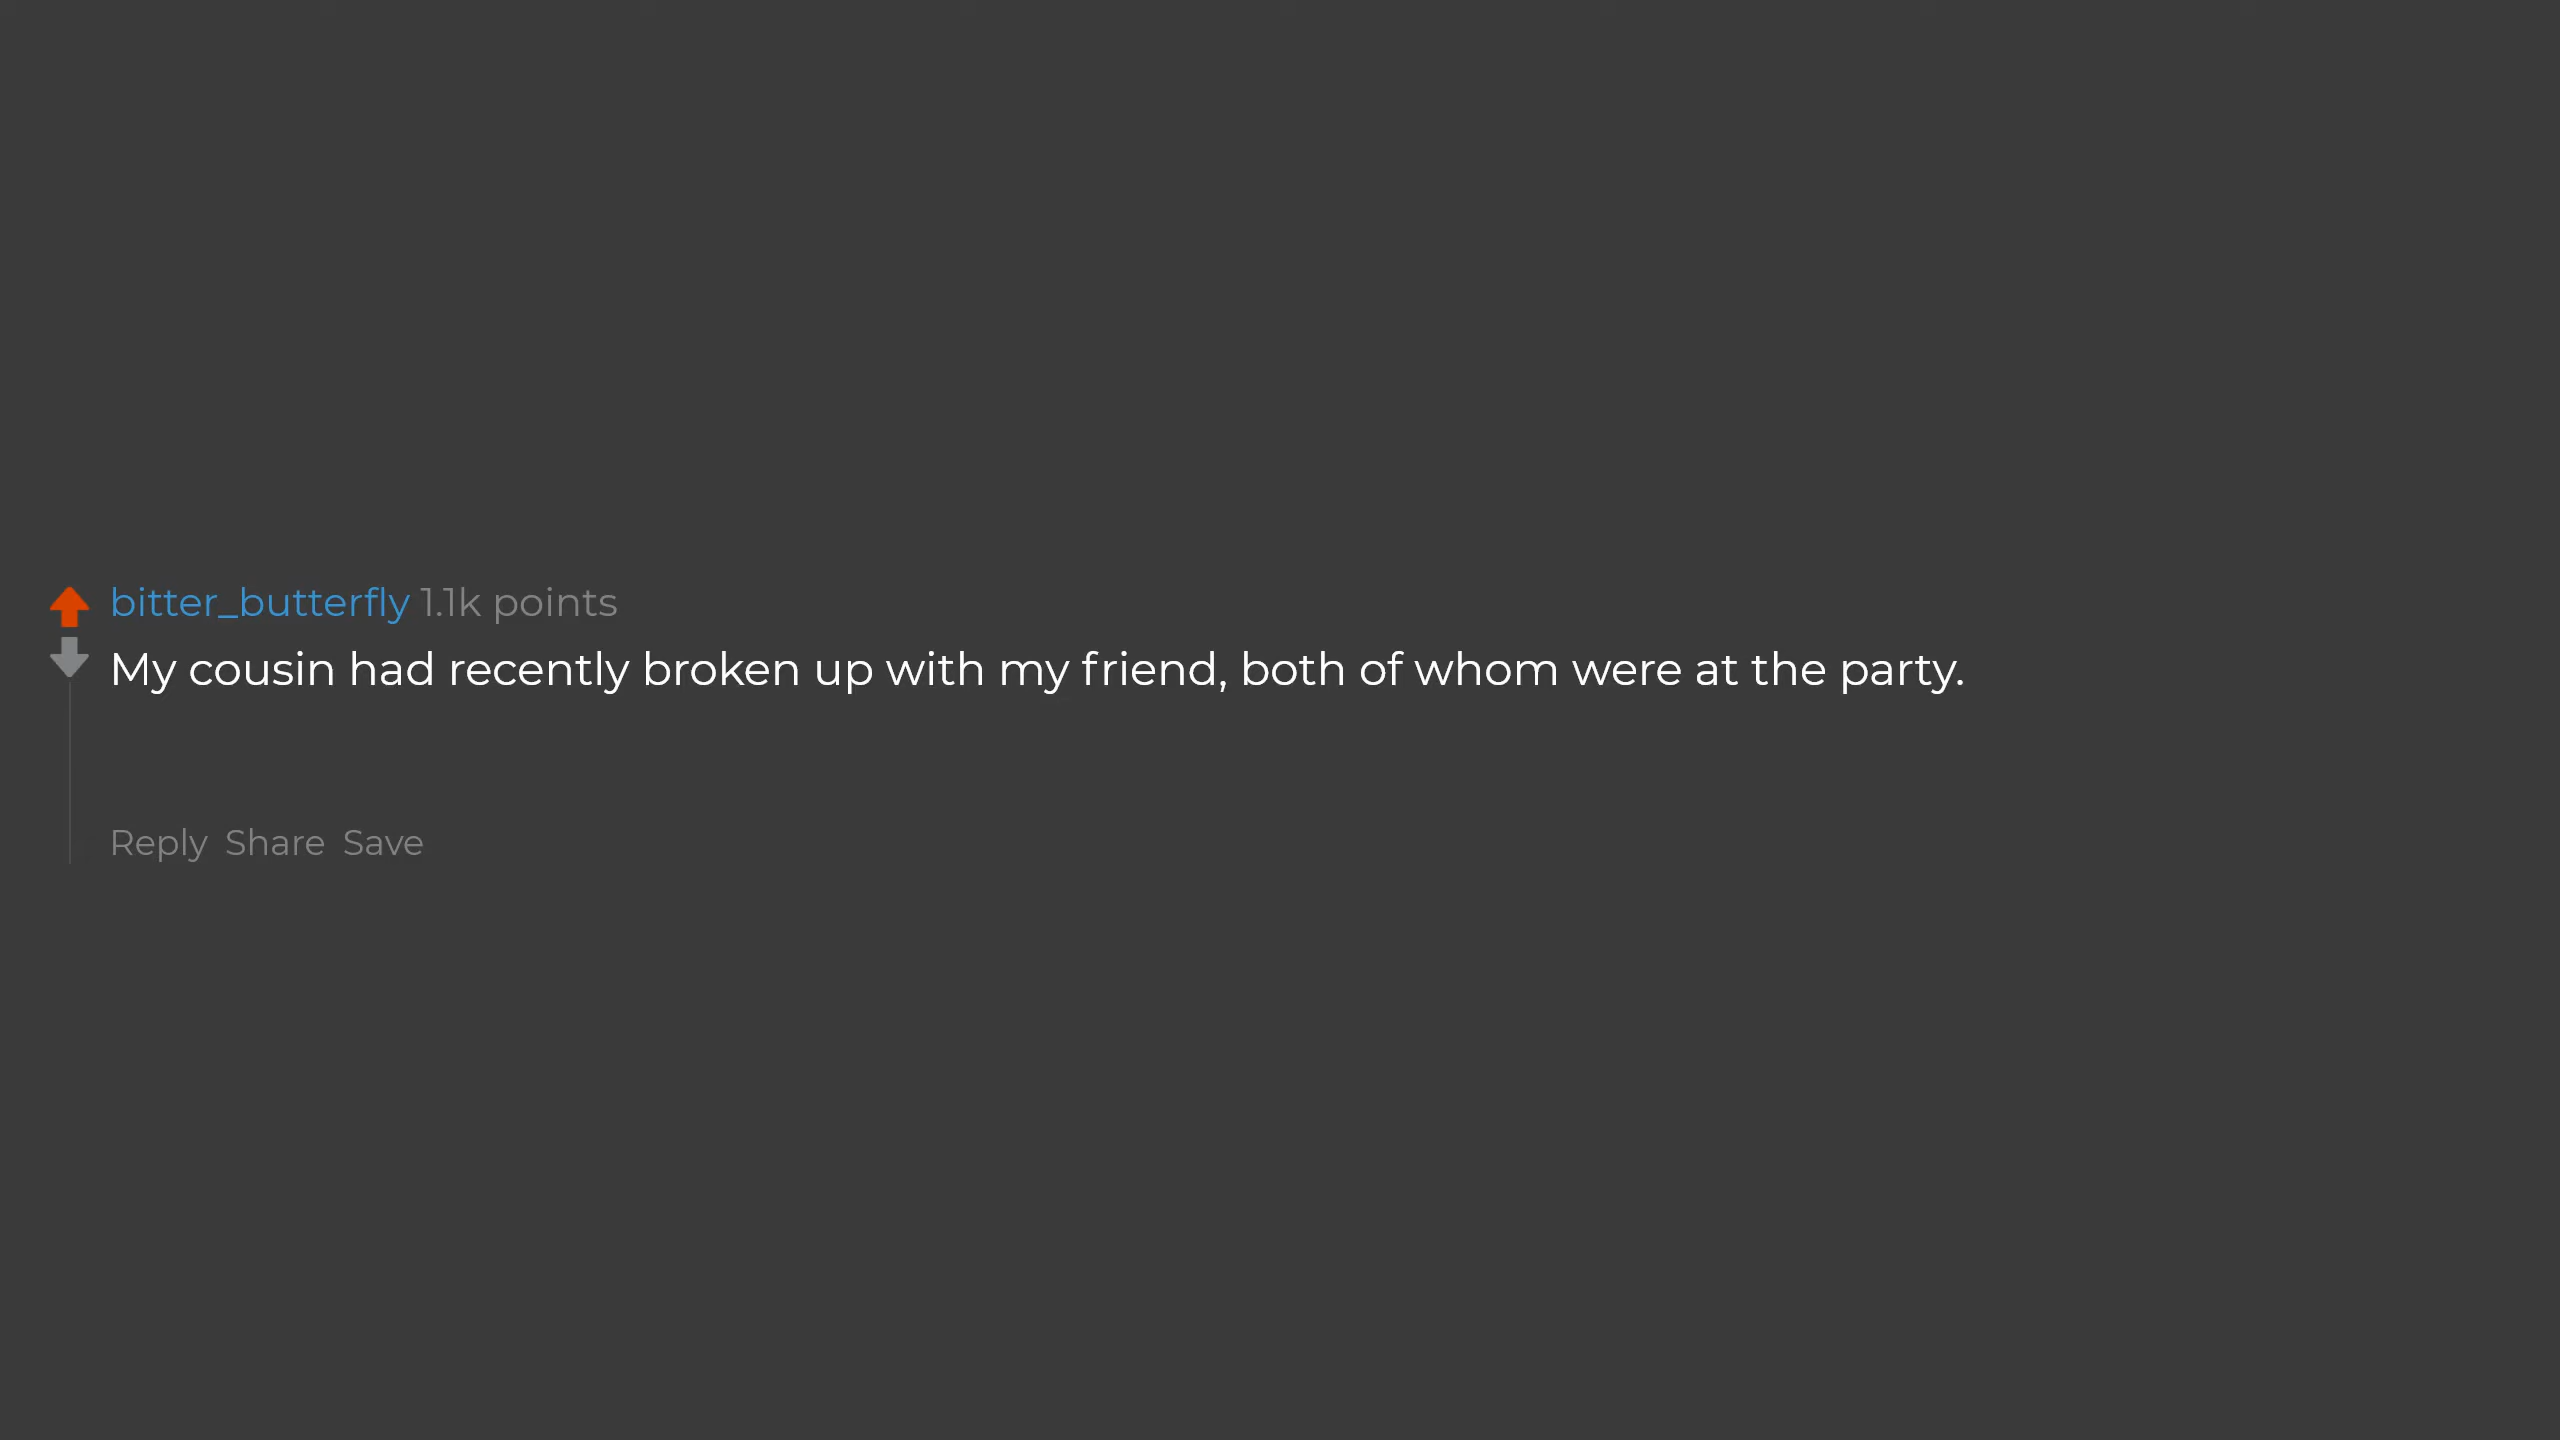 bitter_butterfly 1.1k points
My cousin had recently broken up with my friend, both of whom were at the party.
Reply Share Save